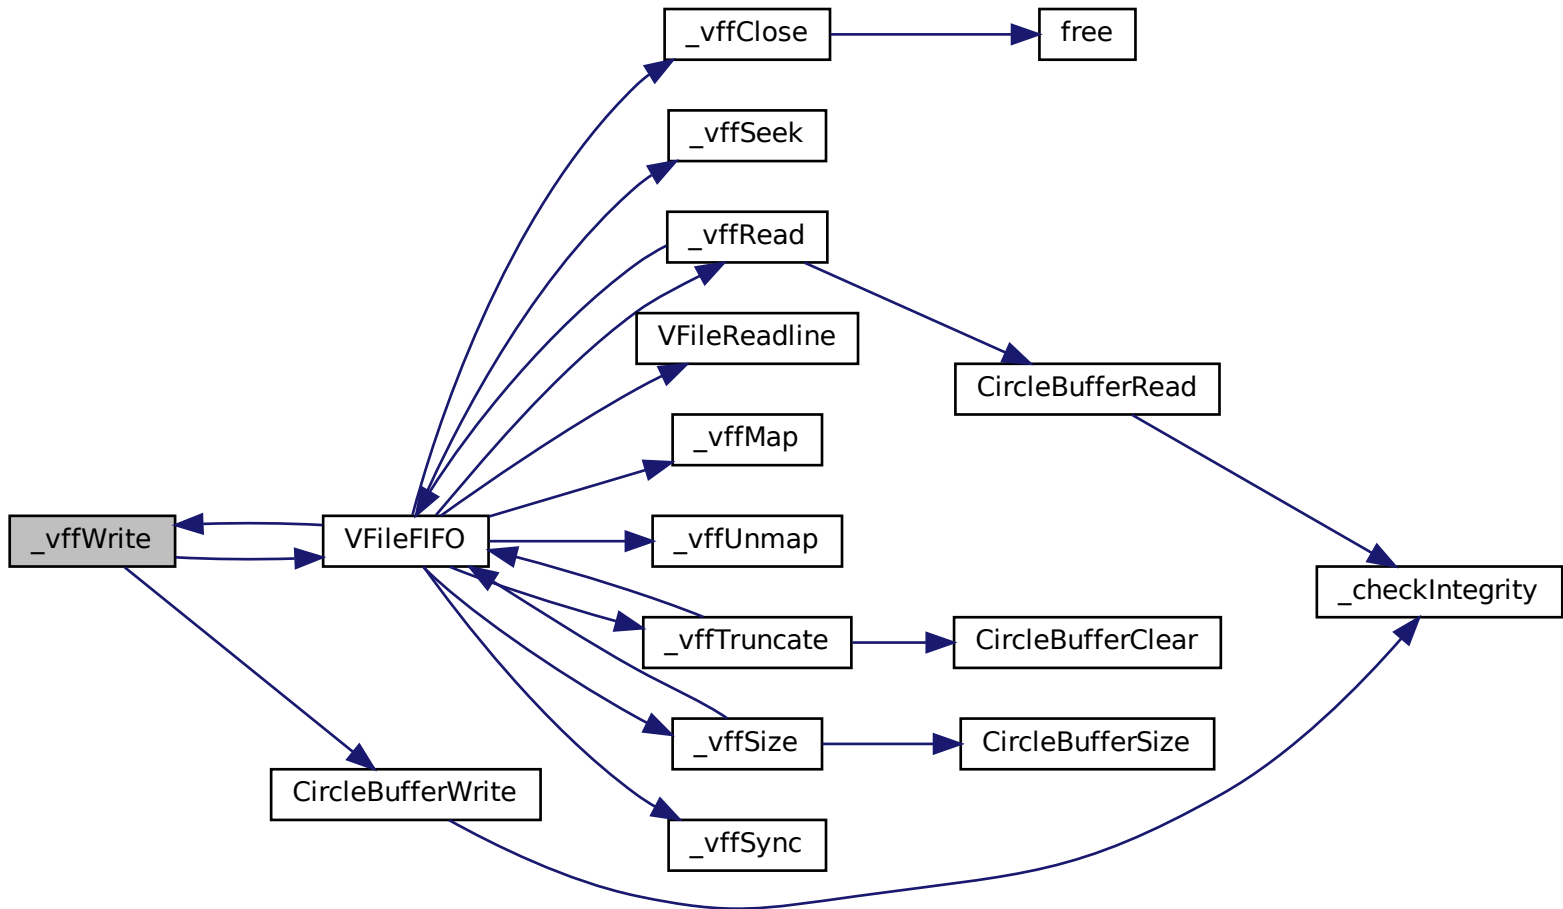 _vffClose
free
_vffSeek
_vffRead
VFileReadline
CircleBufferRead
_vffMap
_vffWrite
VFileFIFO
_vffUnmap
_checkIntegrity
_vffTruncate
CircleBufferClear
_vffSize
CircleBufferSize
CircleBufferWrite
_vffSync